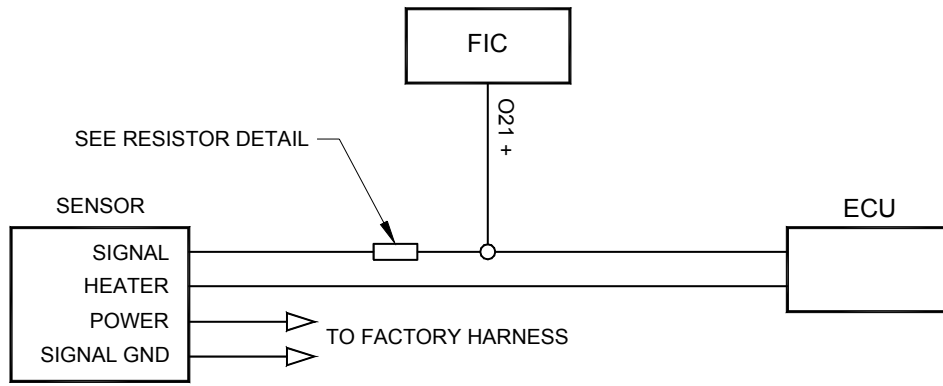 FIC
O21 +
SEE RESISTOR DETAIL
SENSOR
ECU
SIGNAL
HEATER
POWER
SIGNAL GND
TO FACTORY HARNESS